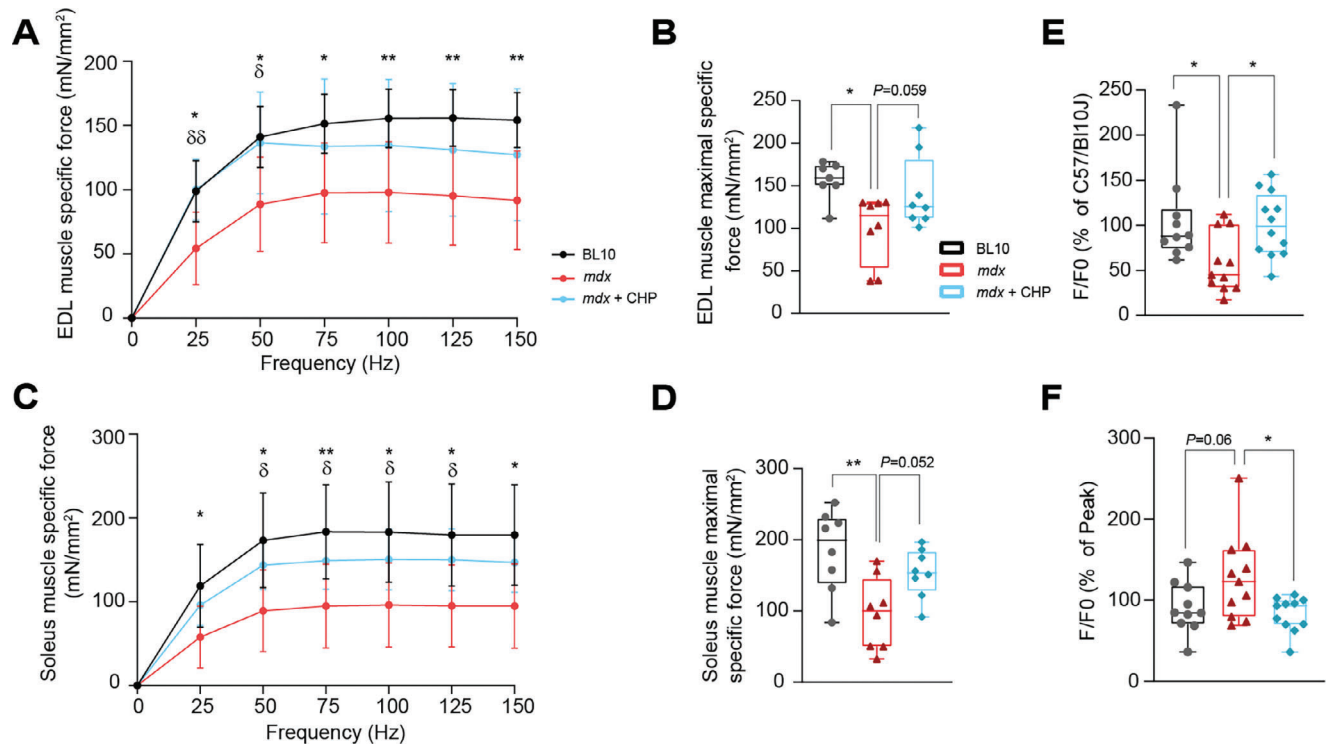 A
EDL muscle specific force (mN/mm²)
200
150
100
50
0
0 25 50 75 100 125 150
Frequency (Hz)
* * * ** ** **
δδ δ
BL10
mdx
mdx + CHP
B
EDL muscle maximal specific
force (mN/mm²)
250
200
150
100
50
0
* P=0.059
BL10
mdx
mdx + CHP
E
F/F0 (% of C57/Bl10J)
250
200
150
100
50
0
* *
C
Soleus muscle specific force
(mN/mm²)
300
200
100
0
0 25 50 75 100 125 150
Frequency (Hz)
* * ** * * *
δ δ δ δ
D
Soleus muscle maximal
specific force (mN/mm²)
300
200
100
0
** P=0.052
F
F/F0 (% of Peak)
300
200
100
0
P=0.06 *